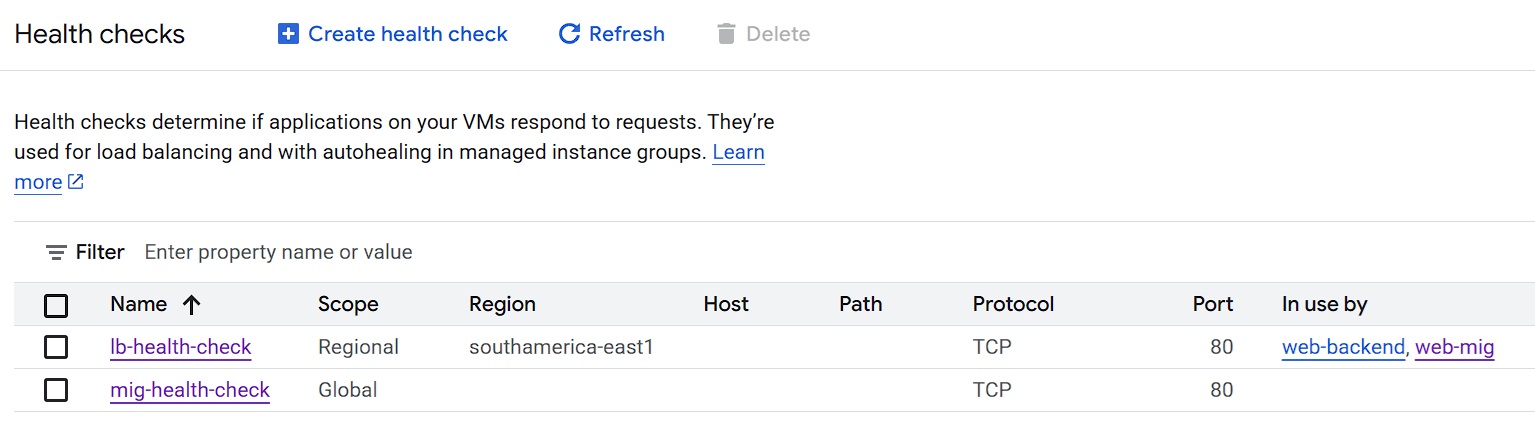 Health checks Create health check Refresh Delete
Health checks determine if applications on your VMs respond to requests. They’re
used for load balancing and with autohealing in managed instance groups. Learn
more
Filter Enter property name or value
Name Scope Region Host Path Protocol Port In use by
lb-health-check Regional southamerica-east1 TCP 80 web-backend, web-mig
mig-health-check Global TCP 80